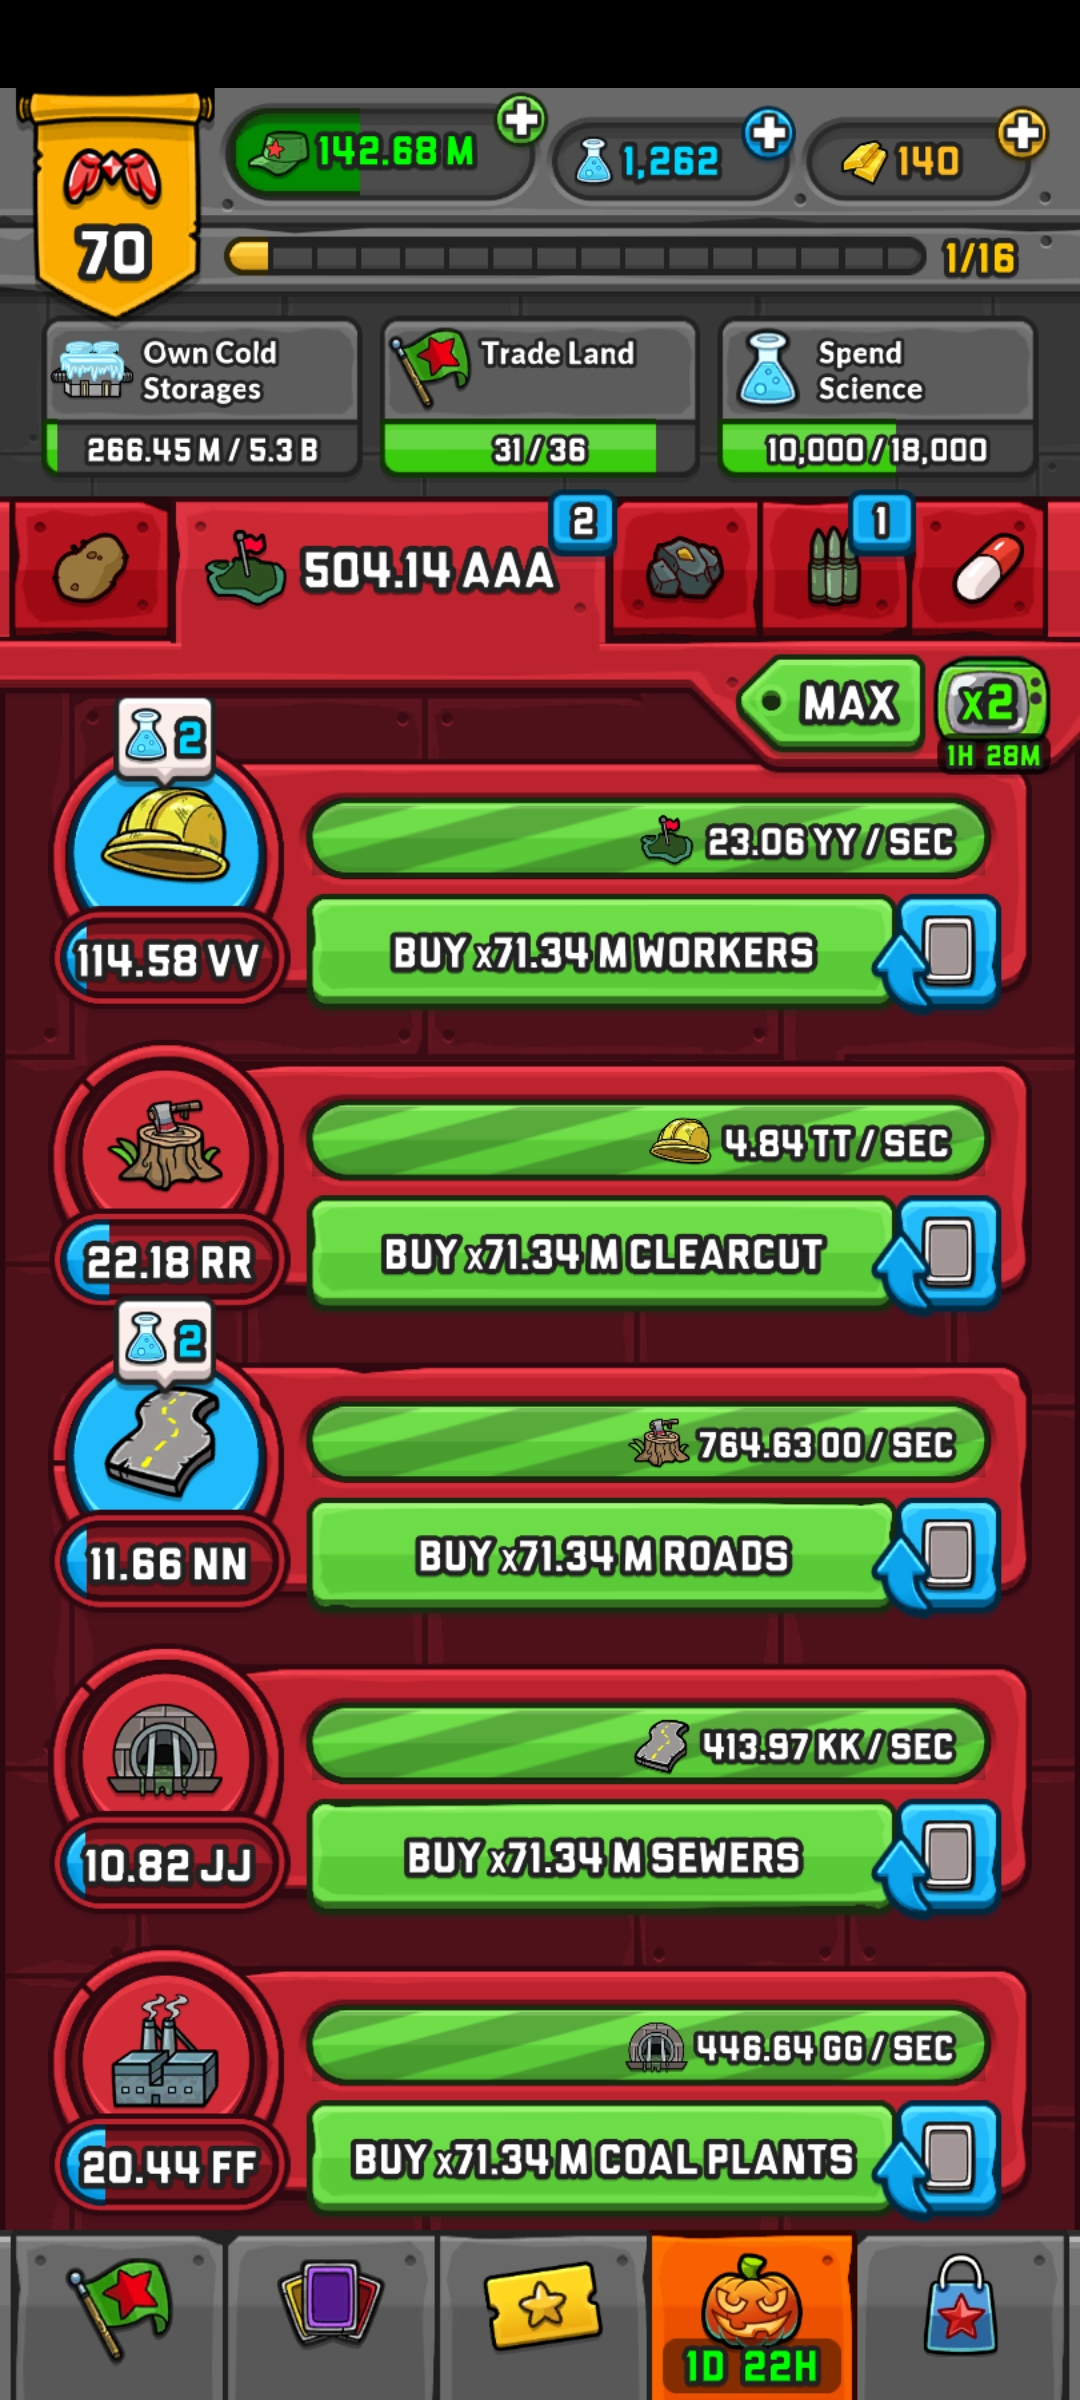 142.68 M
1,262
140
70
1/16
Own Cold
Storages
Trade Land
Spend
Science
266.45 M / 5.3 B
31 / 36
10,000 / 18,000
504.14 AAA
2
1
MAX
x2
1H 28M
2
23.06 YY / SEC
114.58 VV
BUY x71.34 M WORKERS
4.84 TT / SEC
22.18 RR
BUY x71.34 M CLEARCUT
2
764.63 OO / SEC
11.66 NN
BUY x71.34 M ROADS
413.97 KK / SEC
10.82 JJ
BUY x71.34 M SEWERS
446.64 GG / SEC
20.44 FF
BUY x71.34 M COAL PLANTS
1D 22H